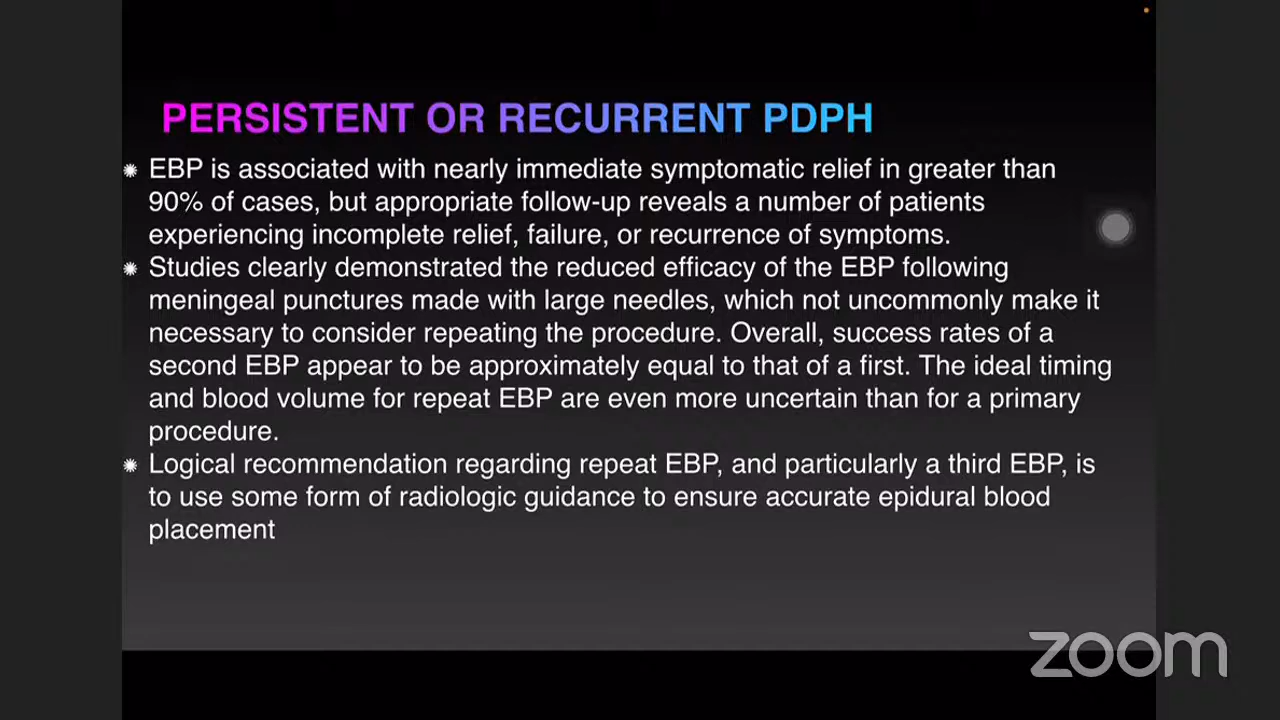 PERSISTENT OR RECURRENT PDPH
EBP is associated with nearly immediate symptomatic relief in greater than
90% of cases, but appropriate follow-up reveals a number of patients
experiencing incomplete relief, failure, or recurrence of symptoms.
Studies clearly demonstrated the reduced efficacy of the EBP following
meningeal punctures made with large needles, which not uncommonly make it
necessary to consider repeating the procedure. Overall, success rates of a
second EBP appear to be approximately equal to that of a first. The ideal timing
and blood volume for repeat EBP are even more uncertain than for a primary
procedure.
Logical recommendation regarding repeat EBP, and particularly a third EBP, is
to use some form of radiologic guidance to ensure accurate epidural blood
placement
zoom